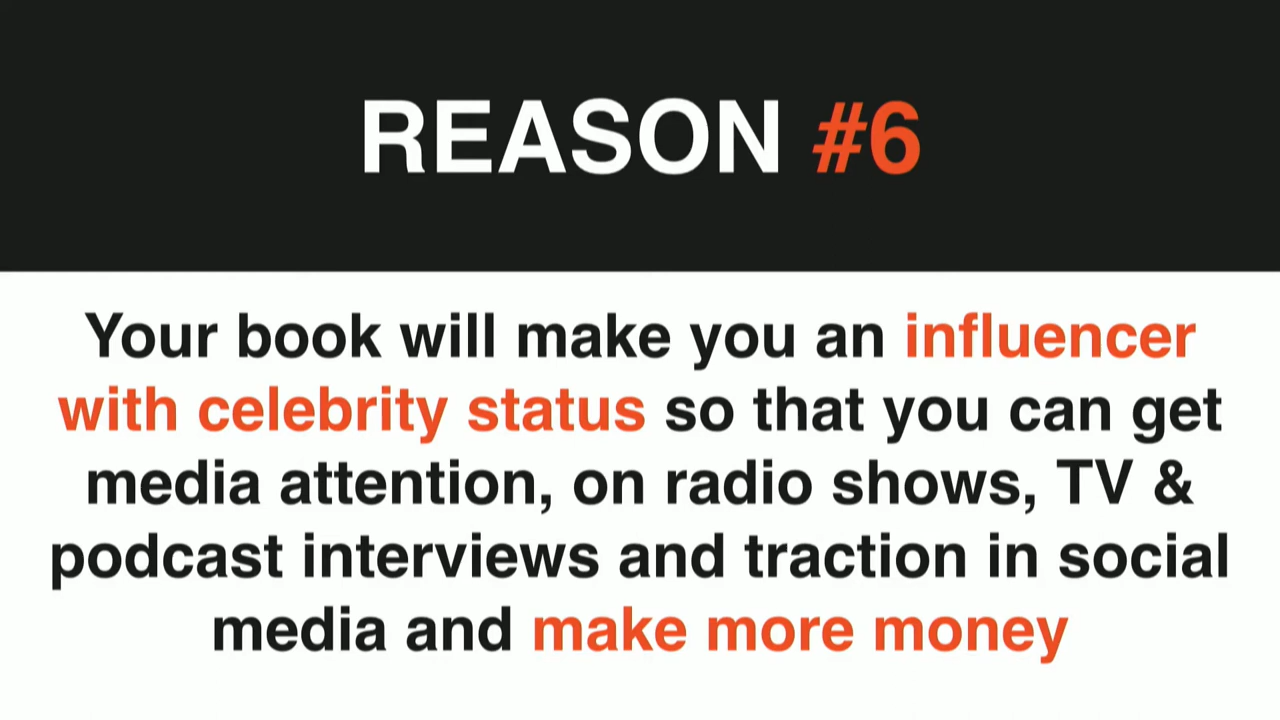 REASON #6
Your book will make you an influencer
with celebrity status so that you can get
media attention, on radio shows, TV &
podcast interviews and traction in social
media and make more money